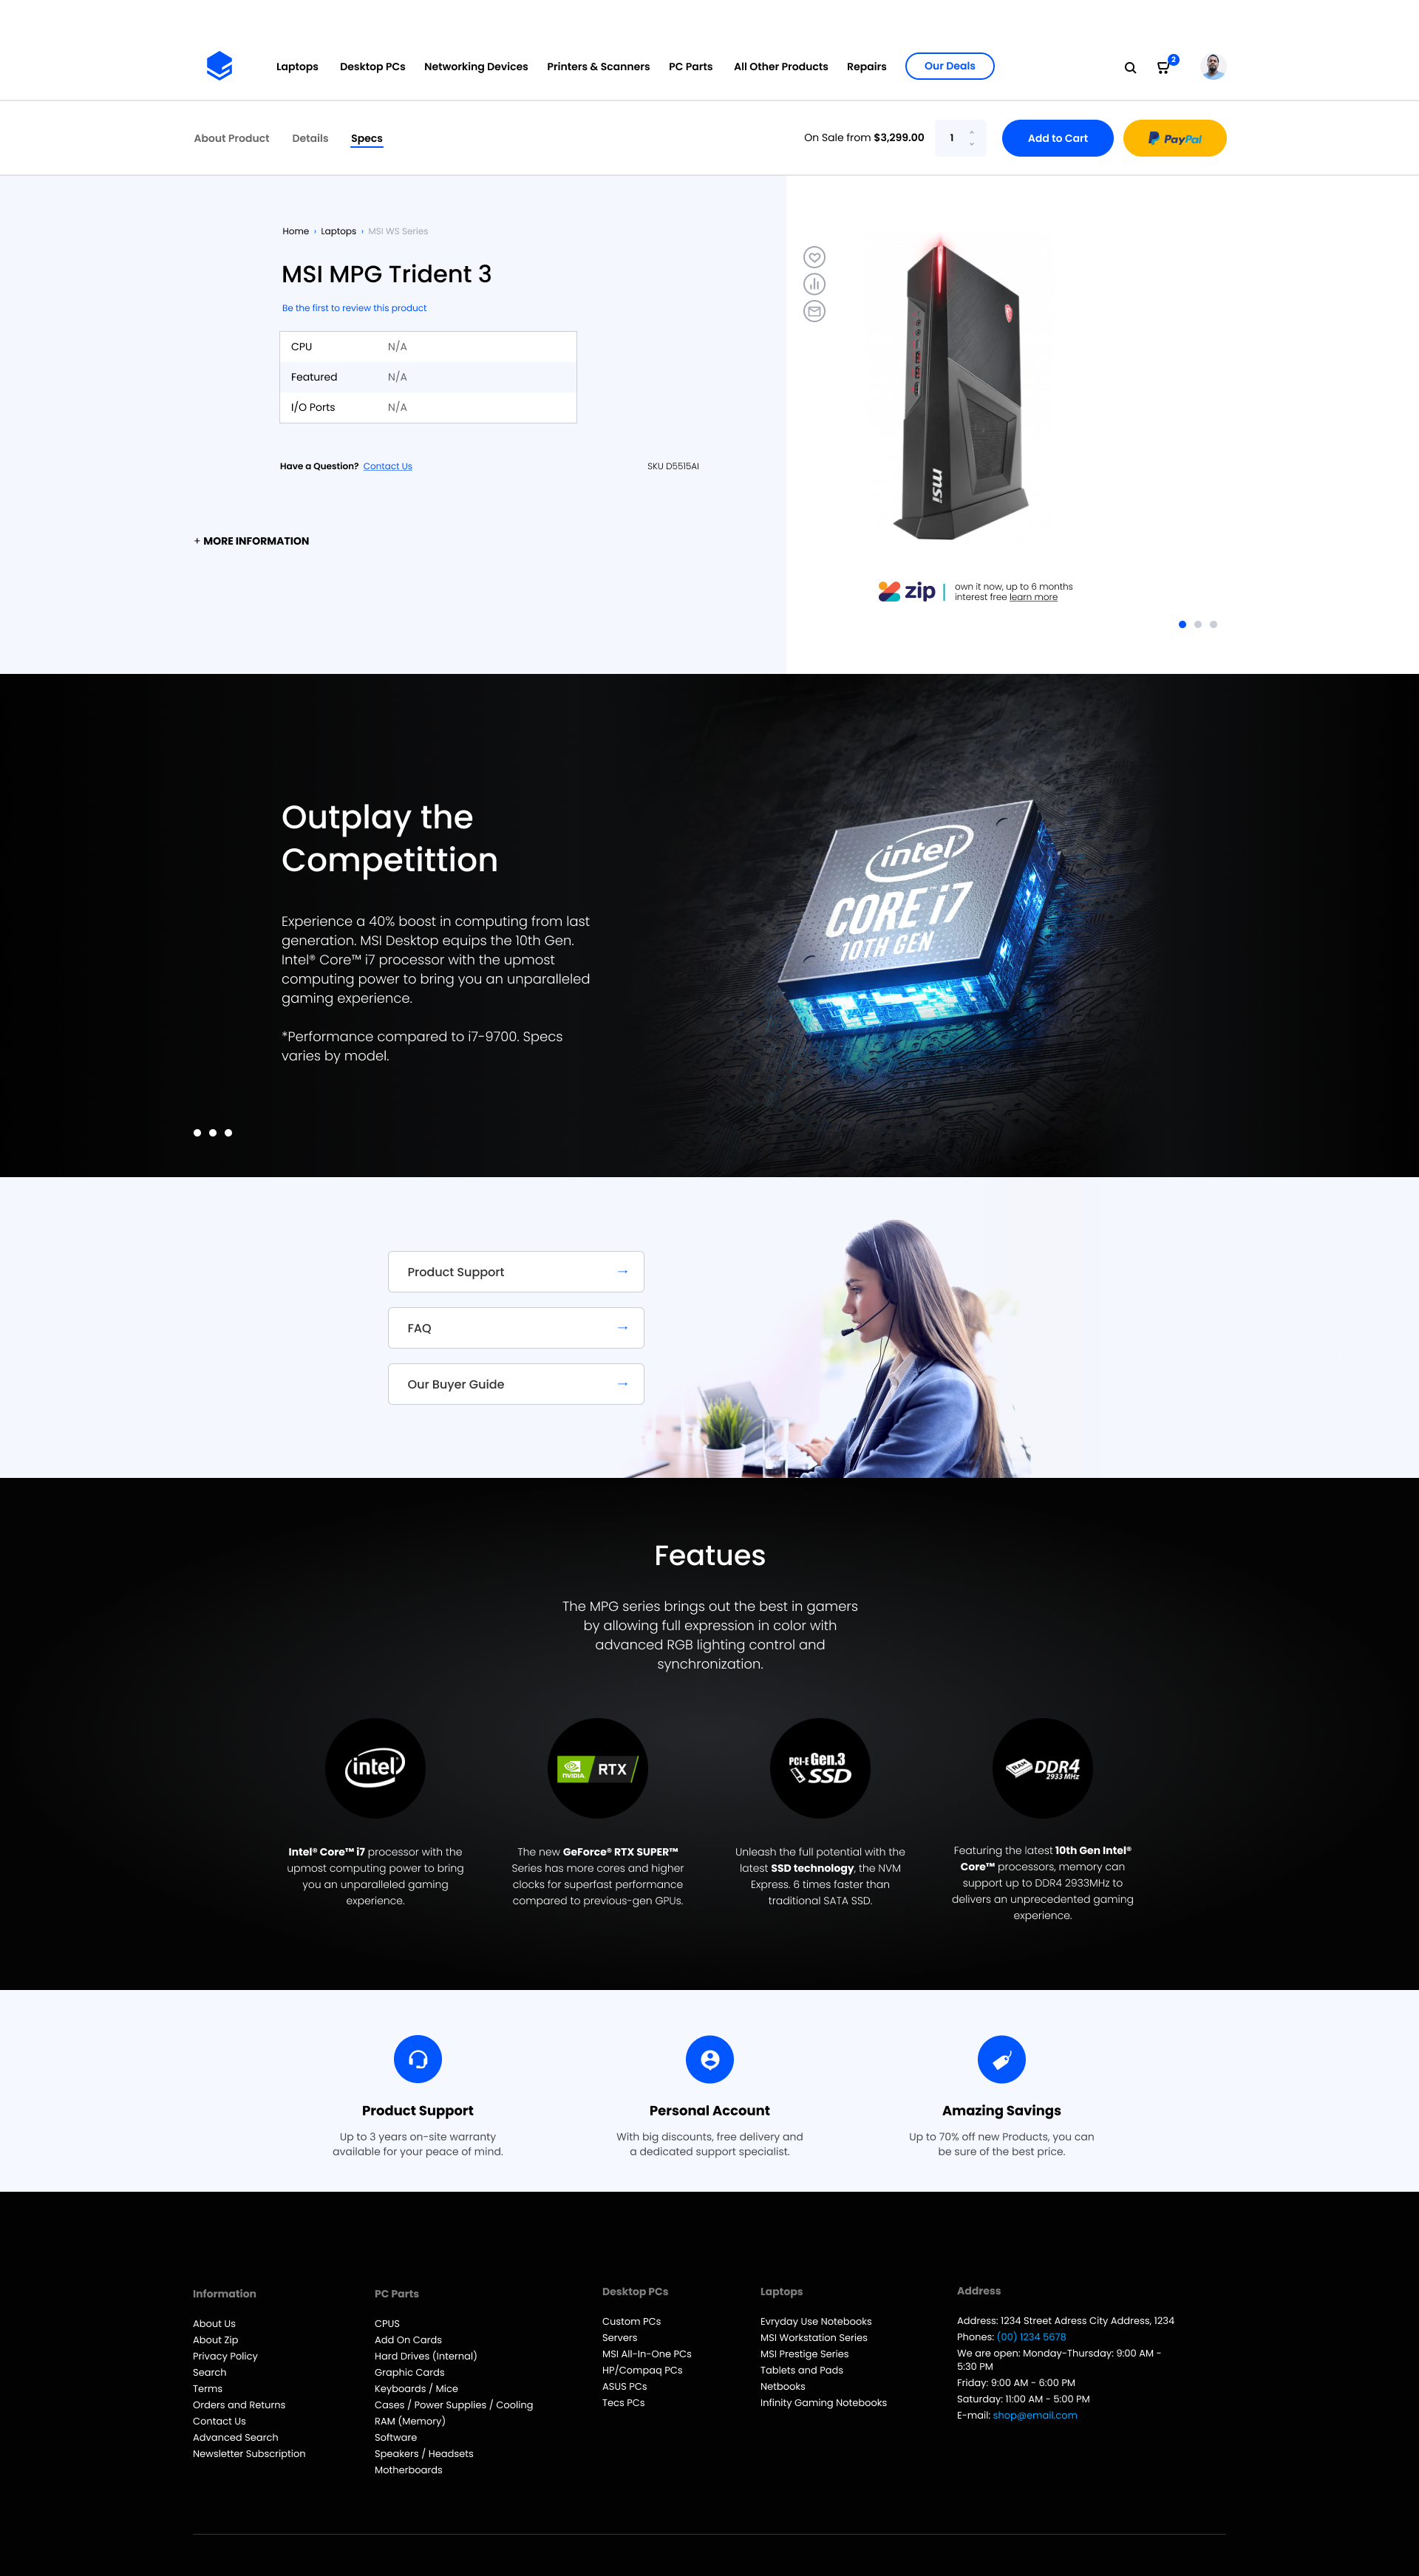 Laptops Desktop PCs Networking Devices Printers & Scanners PC Parts All Other Products Repairs Our Deals 2
About Product Details Specs On Sale from $3,299.00 1 Add to Cart PayPal
Home › Laptops › MSI WS Series
MSI MPG Trident 3
Be the first to review this product
CPU N/A
Featured N/A
I/O Ports N/A
Have a Question? Contact Us SKU D5515AI
+ MORE INFORMATION
msi
zip
own it now, up to 6 months
interest free learn more
Outplay the
Competittion
Experience a 40% boost in computing from last
generation. MSI Desktop equips the 10th Gen.
Intel® Core™ i7 processor with the upmost
computing power to bring you an unparalleled
gaming experience.
*Performance compared to i7-9700. Specs
varies by model.
intel®
CORE™ i7
10TH GEN
Product Support →
FAQ →
Our Buyer Guide →
Featues
The MPG series brings out the best in gamers
by allowing full expression in color with
advanced RGB lighting control and
synchronization.
intel
Intel® Core™ i7 processor with the
upmost computing power to bring
you an unparalleled gaming
experience.
NVIDIA RTX
The new GeForce® RTX SUPER™
Series has more cores and higher
clocks for superfast performance
compared to previous-gen GPUs.
PCI-E Gen.3
SSD
Unleash the full potential with the
latest SSD technology, the NVM
Express. 6 times faster than
traditional SATA SSD.
RAM DDR4
2933 MHz
Featuring the latest 10th Gen Intel®
Core™ processors, memory can
support up to DDR4 2933MHz to
delivers an unprecedented gaming
experience.
Product Support
Up to 3 years on-site warranty
available for your peace of mind.
Personal Account
With big discounts, free delivery and
a dedicated support specialist.
Amazing Savings
Up to 70% off new Products, you can
be sure of the best price.
Information
About Us
About Zip
Privacy Policy
Search
Terms
Orders and Returns
Contact Us
Advanced Search
Newsletter Subscription
PC Parts
CPUS
Add On Cards
Hard Drives (Internal)
Graphic Cards
Keyboards / Mice
Cases / Power Supplies / Cooling
RAM (Memory)
Software
Speakers / Headsets
Motherboards
Desktop PCs
Custom PCs
Servers
MSI All-In-One PCs
HP/Compaq PCs
ASUS PCs
Tecs PCs
Laptops
Evryday Use Notebooks
MSI Workstation Series
MSI Prestige Series
Tablets and Pads
Netbooks
Infinity Gaming Notebooks
Address
Address: 1234 Street Adress City Address, 1234
Phones: (00) 1234 5678
We are open: Monday-Thursday: 9:00 AM -
5:30 PM
Friday: 9:00 AM - 6:00 PM
Saturday: 11:00 AM - 5:00 PM
E-mail: shop@email.com